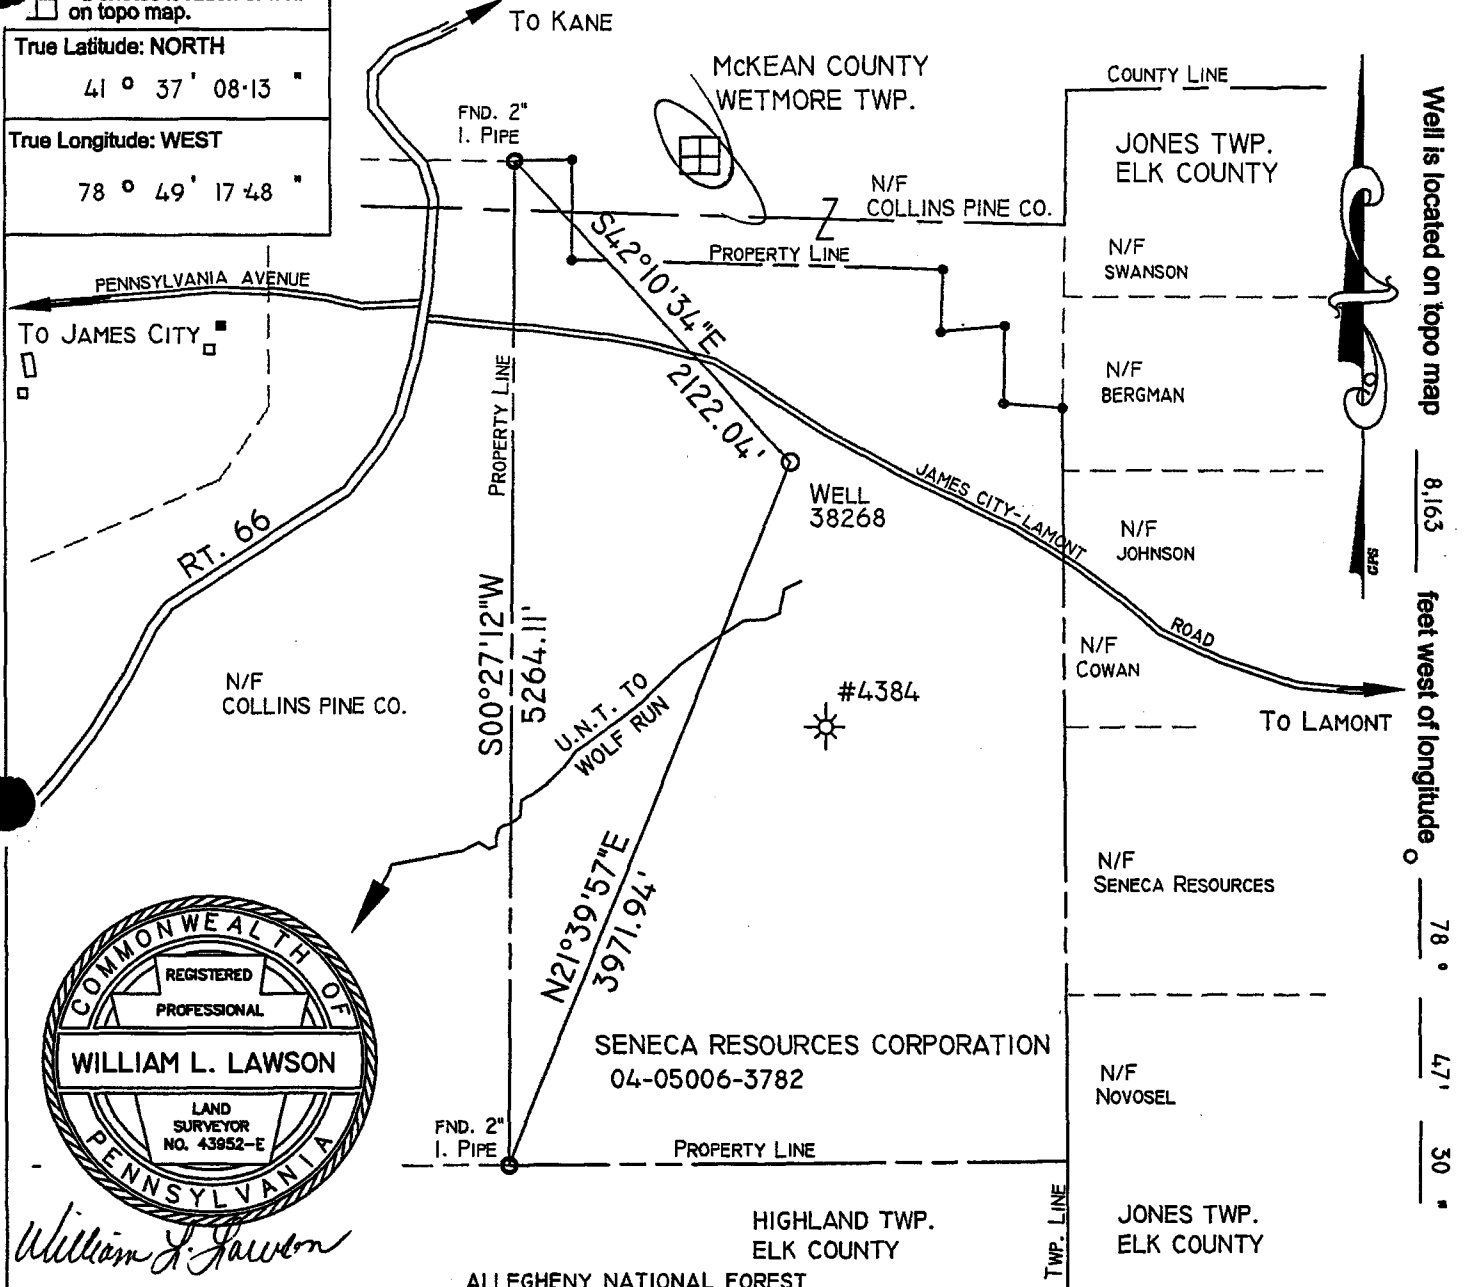 on topo map.
True Latitude: NORTH
41 ° 37 ' 08.13 "
True Longitude: WEST
78 ° 49 ' 17.48 "
TO KANE
FND. 2"
I. PIPE
McKEAN COUNTY
WETMORE TWP.
COUNTY LINE
JONES TWP.
ELK COUNTY
N/F
COLLINS PINE CO.
PROPERTY LINE
N/F
SWANSON
PENNSYLVANIA AVENUE
TO JAMES CITY
S42°10'34"E
2122.04'
PROPERTY LINE
N/F
BERGMAN
WELL
38268
JAMES CITY-LAMONT
ROAD
N/F
JOHNSON
RT. 66
S00°27'12"W
5264.11'
N/F
COWAN
N/F
COLLINS PINE CO.
U.N.T. TO
WOLF RUN
#4384
TO LAMONT
N/F
SENECA RESOURCES
N21°39'57"E
3971.94'
COMMONWEALTH OF
REGISTERED
PROFESSIONAL
WILLIAM L. LAWSON
LAND
SURVEYOR
NO. 43952-E
PENNSYLVANIA
William L. Lawson
SENECA RESOURCES CORPORATION
04-05006-3782
N/F
NOVOSEL
FND. 2"
I. PIPE
PROPERTY LINE
HIGHLAND TWP.
ELK COUNTY
TWP. LINE
JONES TWP.
ELK COUNTY
ALLEGHENY NATIONAL FOREST
Well is located on topo map 8,163 feet west of longitude 78 ° 47' 30 "